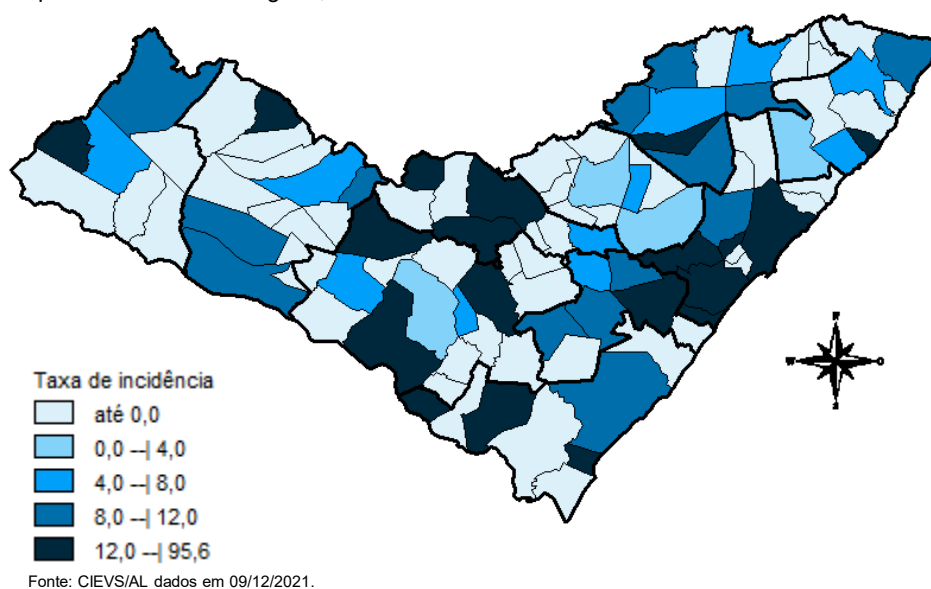 Taxa de incidência
até 0,0
0,0 --| 4,0
4,0 --| 8,0
8,0 --| 12,0
12,0 --| 95,6
N
W
O
S
Fonte: CIEVS/AL dados em 09/12/2021.